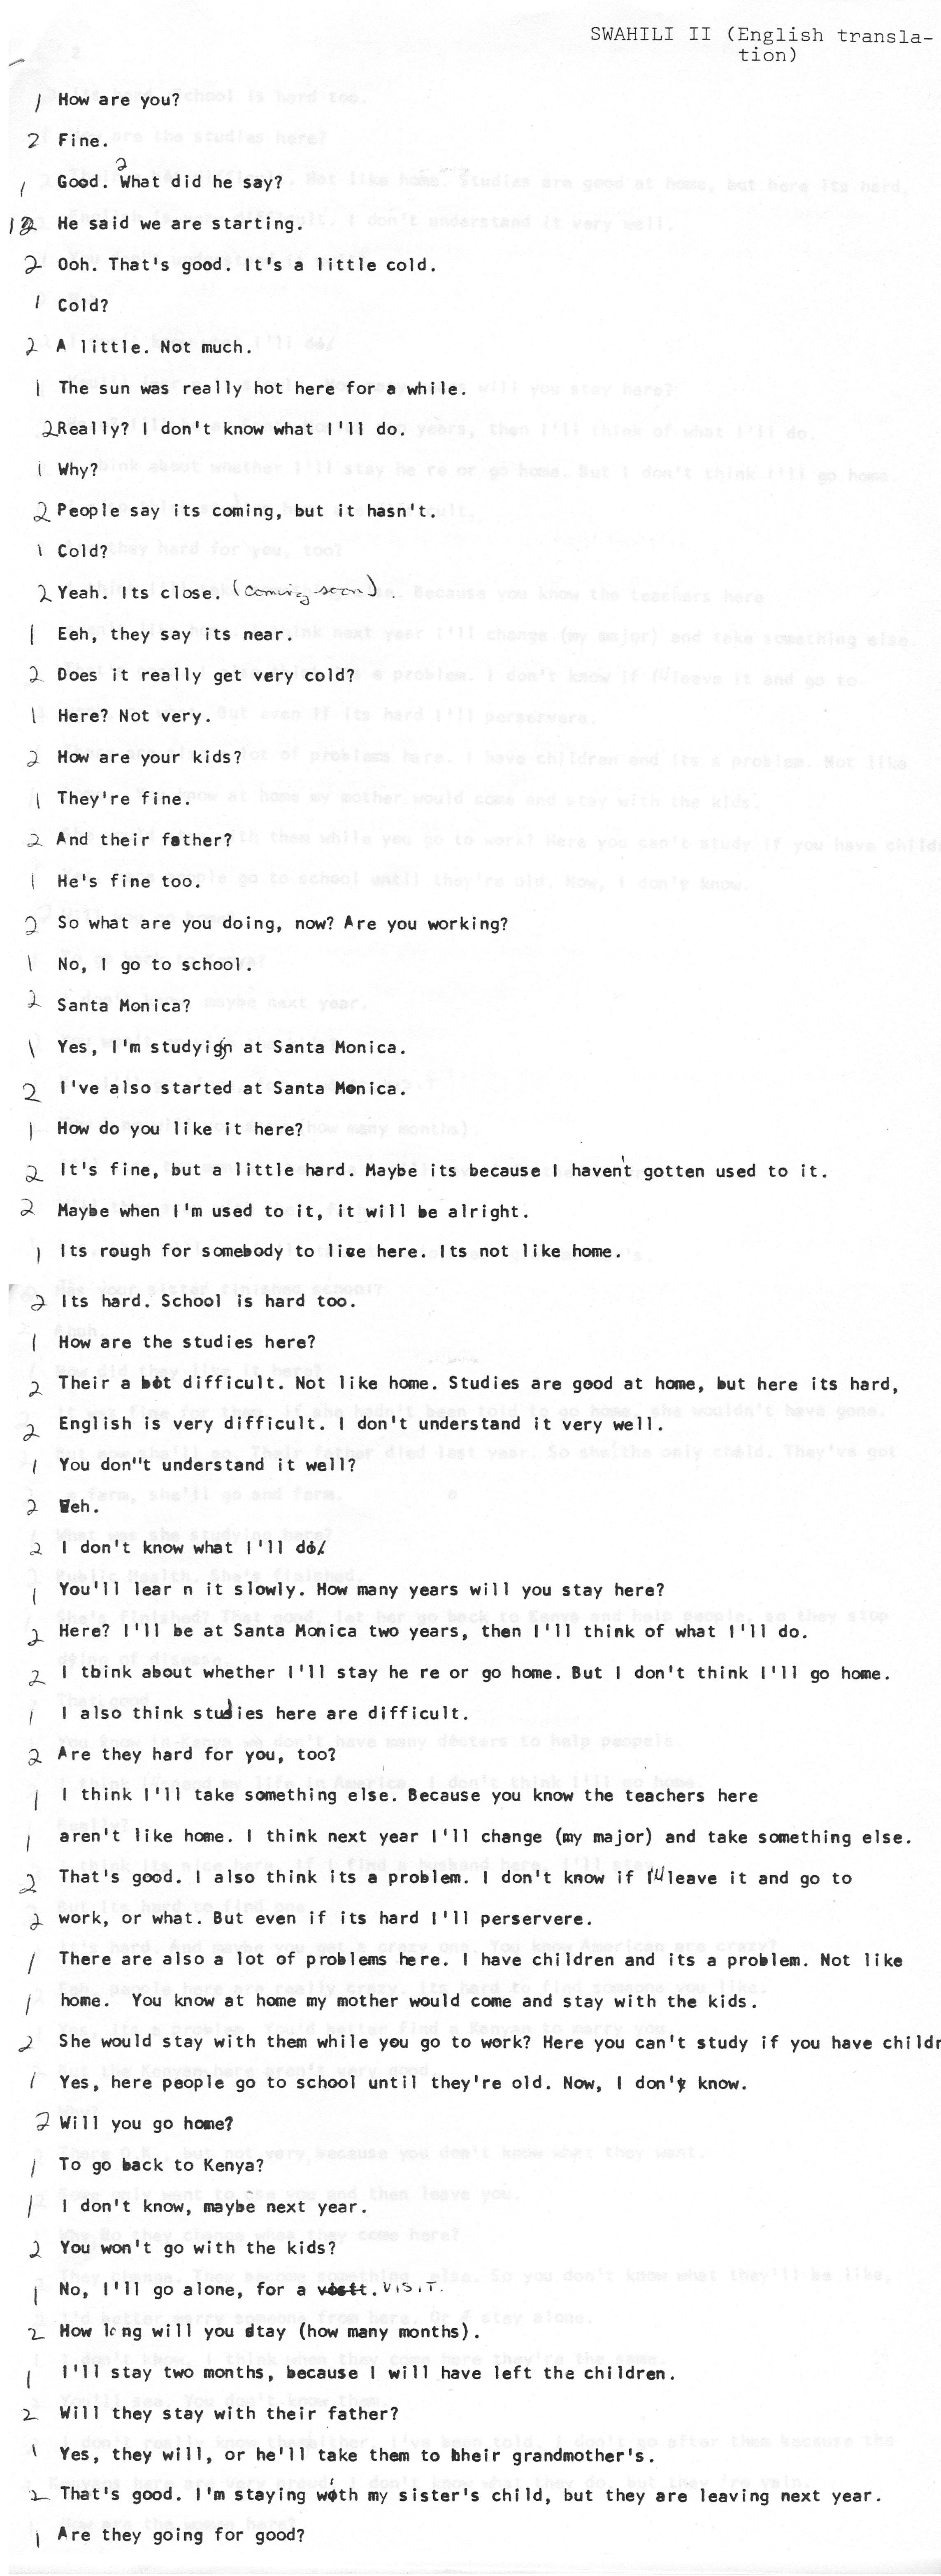 SWAHILI II (English transla-
tion)
1 How are you?
2 Fine.
1 Good. 2 What did he say?
12 He said we are starting.
2 Ooh. That's good. It's a little cold.
1 Cold?
2 A little. Not much.
1 The sun was really hot here for a while.
2 Really? I don't know what I'll do.
1 Why?
2 People say its coming, but it hasn't.
1 Cold?
2 Yeah. Its close. (coming soon).
1 Eeh, they say its near.
2 Does it really get very cold?
1 Here? Not very.
2 How are your kids?
1 They're fine.
2 And their father?
1 He's fine too.
2 So what are you doing, now? Are you working?
1 No, I go to school.
2 Santa Monica?
1 Yes, I'm studyign at Santa Monica.
2 I've also started at Santa Monica.
1 How do you like it here?
2 It's fine, but a little hard. Maybe its because I haven't gotten used to it.
2 Maybe when I'm used to it, it will be alright.
1 Its rough for somebody to live here. Its not like home.
2 Its hard. School is hard too.
1 How are the studies here?
2 Their a bit difficult. Not like home. Studies are good at home, but here its hard,
2 English is very difficult. I don't understand it very well.
1 You don"t understand it well?
2 Eeh.
2 I don't know what I'll do.
1 You'll lear n it slowly. How many years will you stay here?
2 Here? I'll be at Santa Monica two years, then I'll think of what I'll do.
2 I tbink about whether I'll stay he re or go home. But I don't think I'll go home.
1 I also think studies here are difficult.
2 Are they hard for you, too?
1 I think I'll take something else. Because you know the teachers here
1 aren't like home. I think next year I'll change (my major) and take something else.
2 That's good. I also think its a problem. I don't know if I'll leave it and go to
2 work, or what. But even if its hard I'll perservere.
1 There are also a lot of problems here. I have children and its a problem. Not like
1 home. You know at home my mother would come and stay with the kids.
2 She would stay with them while you go to work? Here you can't study if you have childr
1 Yes, here people go to school until they're old. Now, I don't know.
2 Will you go home?
1 To go back to Kenya?
1 I don't know, maybe next year.
2 You won't go with the kids?
1 No, I'll go alone, for a visit.
2 How long will you stay (how many months).
1 I'll stay two months, because I will have left the children.
2 Will they stay with their father?
1 Yes, they will, or he'll take them to their grandmother's.
2 That's good. I'm staying with my sister's child, but they are leaving next year.
1 Are they going for good?